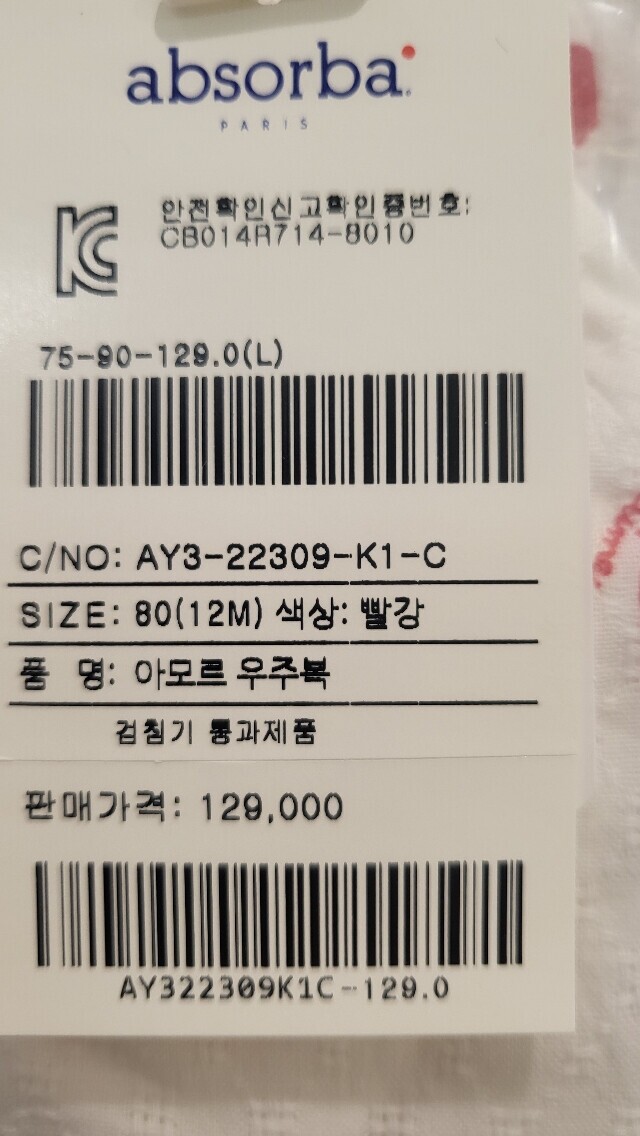 absorba
PARIS
안전확인신고확인증번호:
CB014R714-8010
75-90-129.0(L)
C/NO: AY3-22309-K1-C
SIZE: 80(12M) 색상: 빨강
품 명: 아모르 우주복
검침기 통과제품
판매가격: 129,000
AY322309K1C-129.0